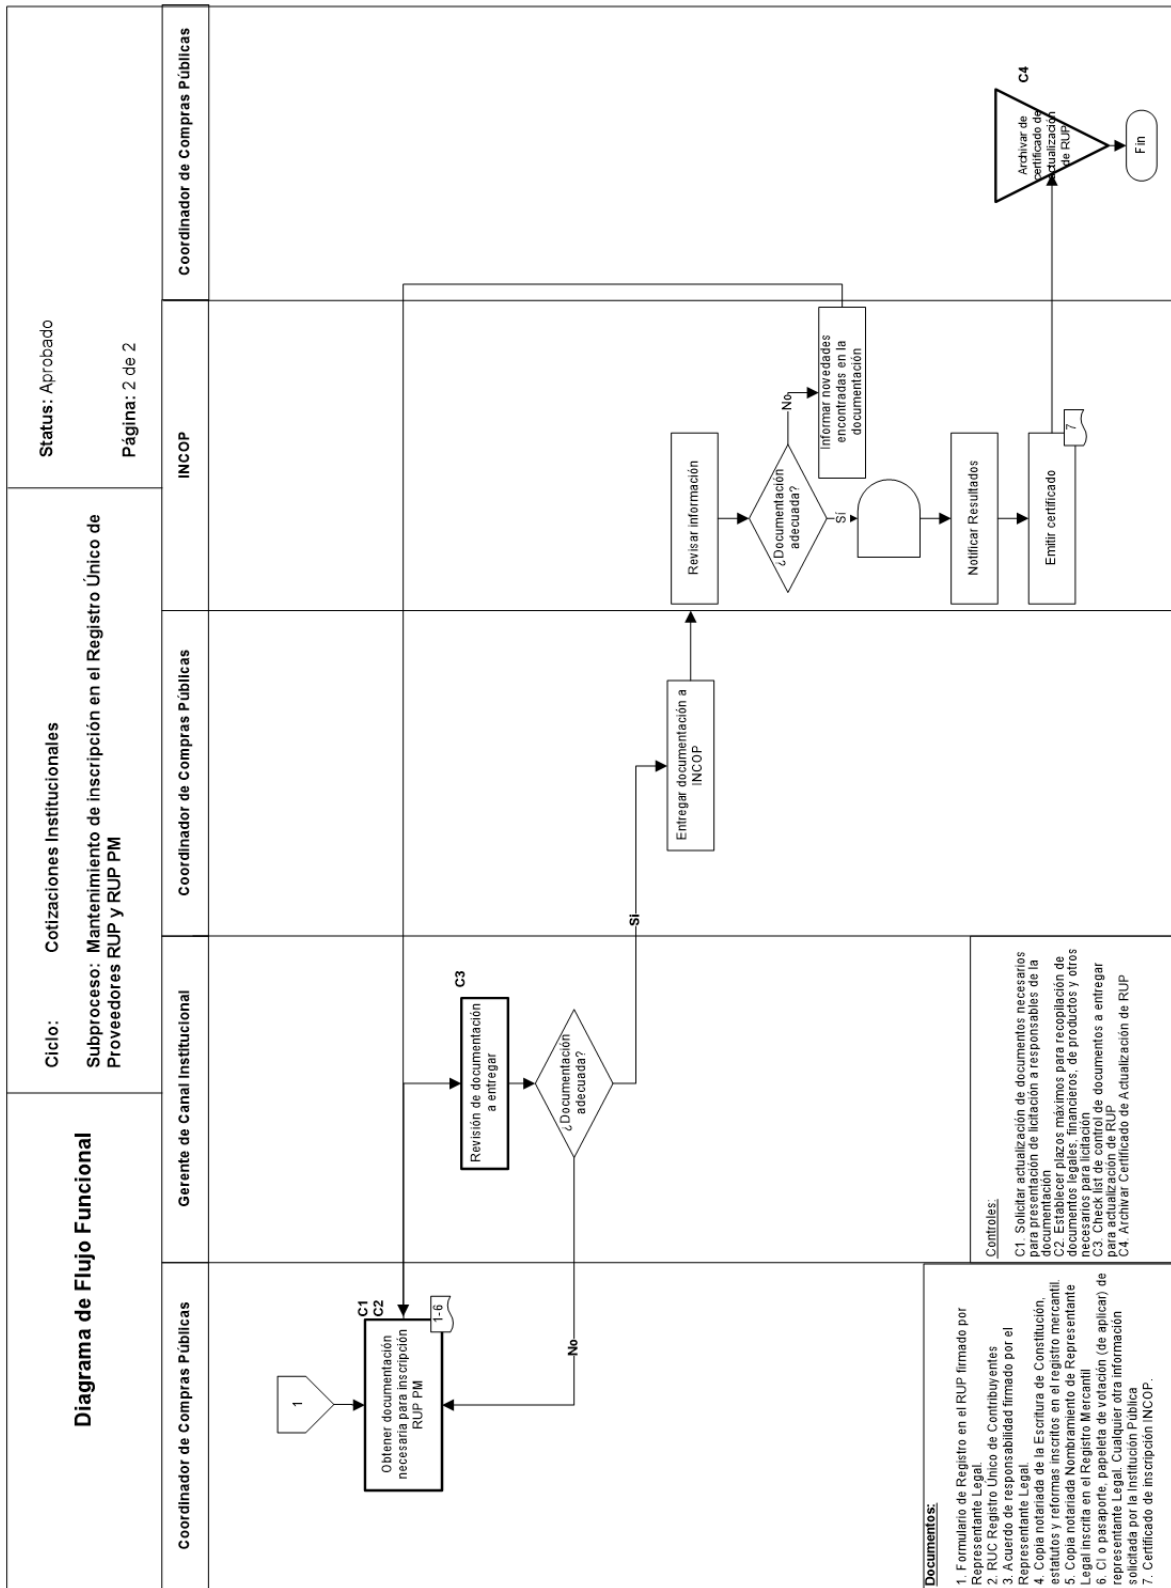 Diagrama de Flujo Funcional
Ciclo: Cotizaciones Institucionales
Subproceso: Mantenimiento de inscripción en el Registro Único de
Proveedores RUP y RUP PM
Status: Aprobado
Página: 2 de 2
Coordinador de Compras Públicas
Gerente de Canal Institucional
Coordinador de Compras Públicas
INCOP
Coordinador de Compras Públicas
1
C1
C2
Obtener documentación
necesaria para inscripción
RUP PM
1-6
No
C3
Revisión de documentación
a entregar
¿Documentación
adecuada?
Si
Entregar documentación a
INCOP
Revisar información
¿Documentación
adecuada?
No
Informar novedades
encontradas en la
documentación
Sí
Notificar Resultados
Emitir certificado
7
C4
Archivar de
certificado de
actualización
de RUP
Fin
Documentos:
1. Formulario de Registro en el RUP firmado por
Representante Legal.
2. RUC Registro Único de Contribuyentes
3. Acuerdo de responsabilidad firmado por el
Representante Legal.
4. Copia notariada de la Escritura de Constitución,
estatutos y reformas inscritos en el registro mercantil.
5. Copia notariada Nombramiento de Representante
Legal inscrita en el Registro Mercantil
6. CI o pasaporte, papeleta de votación (de aplicar) de
representante Legal. Cualquier otra información
solicitada por la Institución Pública
7. Certificado de inscripción INCOP.
Controles:
C1. Solicitar actualización de documentos necesarios
para presentación de licitación a responsables de la
documentación
C2. Establecer plazos máximos para recopilación de
documentos legales, financieros, de productos y otros
necesarios para licitación
C3. Check list de control de documentos a entregar
para actualización de RUP
C4. Archivar Certificado de Actualización de RUP